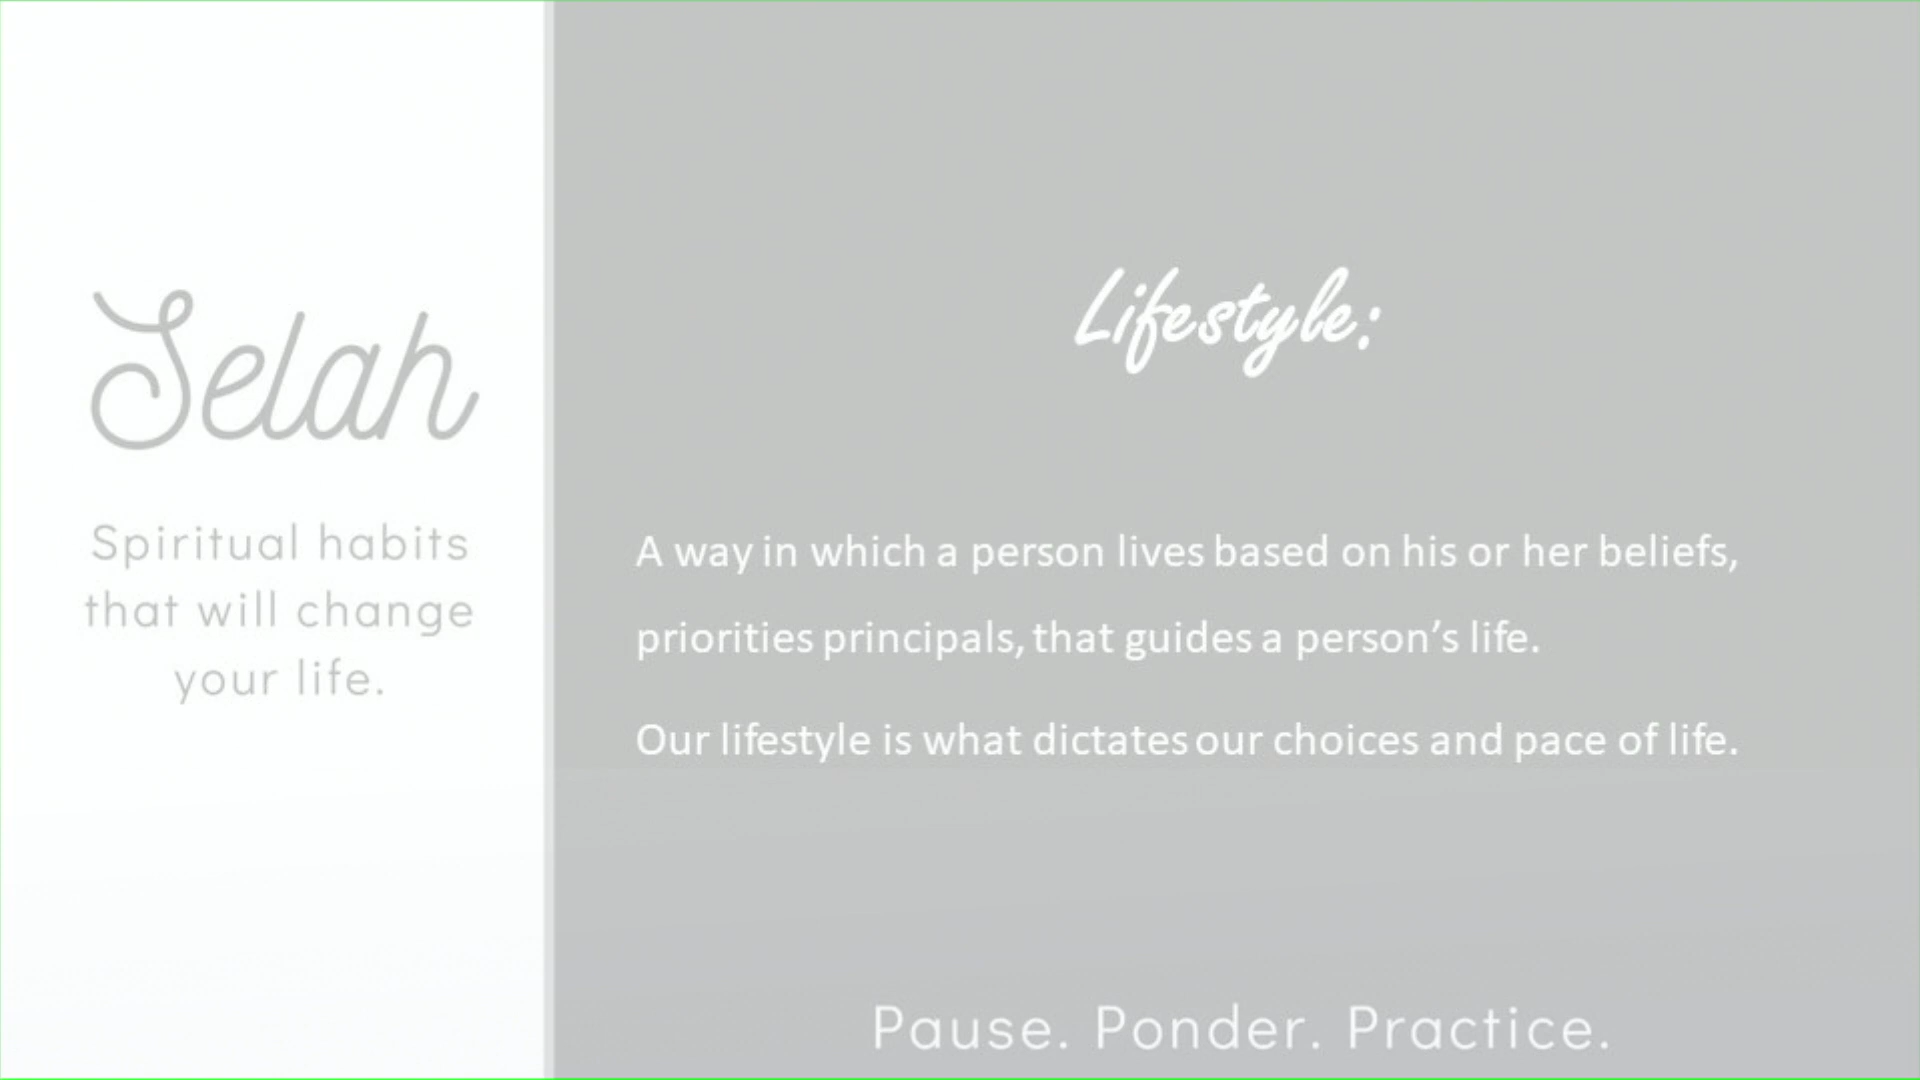 Selah
Spiritual habits
that will change
your life.
Lifestyle:
A way in which a person lives based on his or her beliefs,
priorities principals, that guides a person’s life.
Our lifestyle is what dictates our choices and pace of life.
Pause. Ponder. Practice.